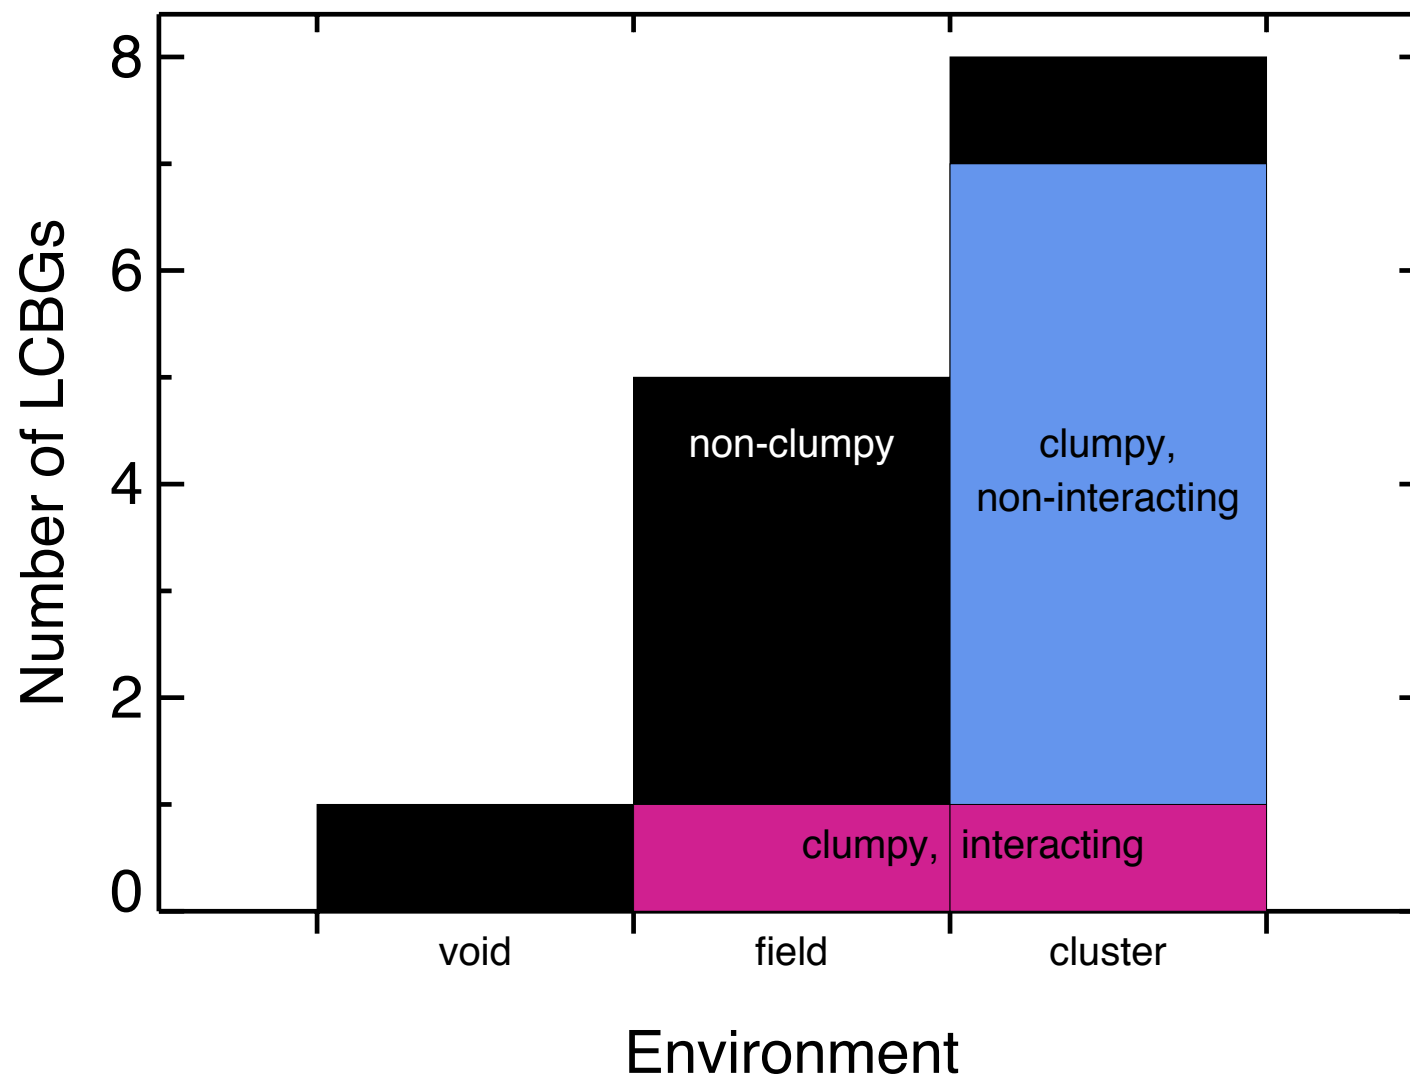 8
6
4
2
0
Number of LCBGs
non-clumpy
clumpy,
non-interacting
clumpy, interacting
void field cluster
Environment